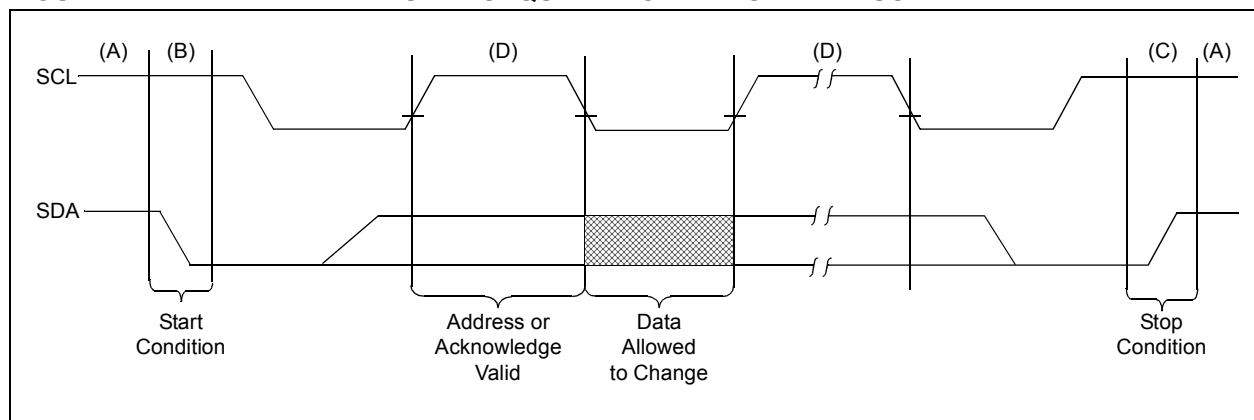 (A) (B) (D) (D) (C) (A)
SCL
SDA
Start
Condition
Address or
Acknowledge
Valid
Data
Allowed
to Change
Stop
Condition